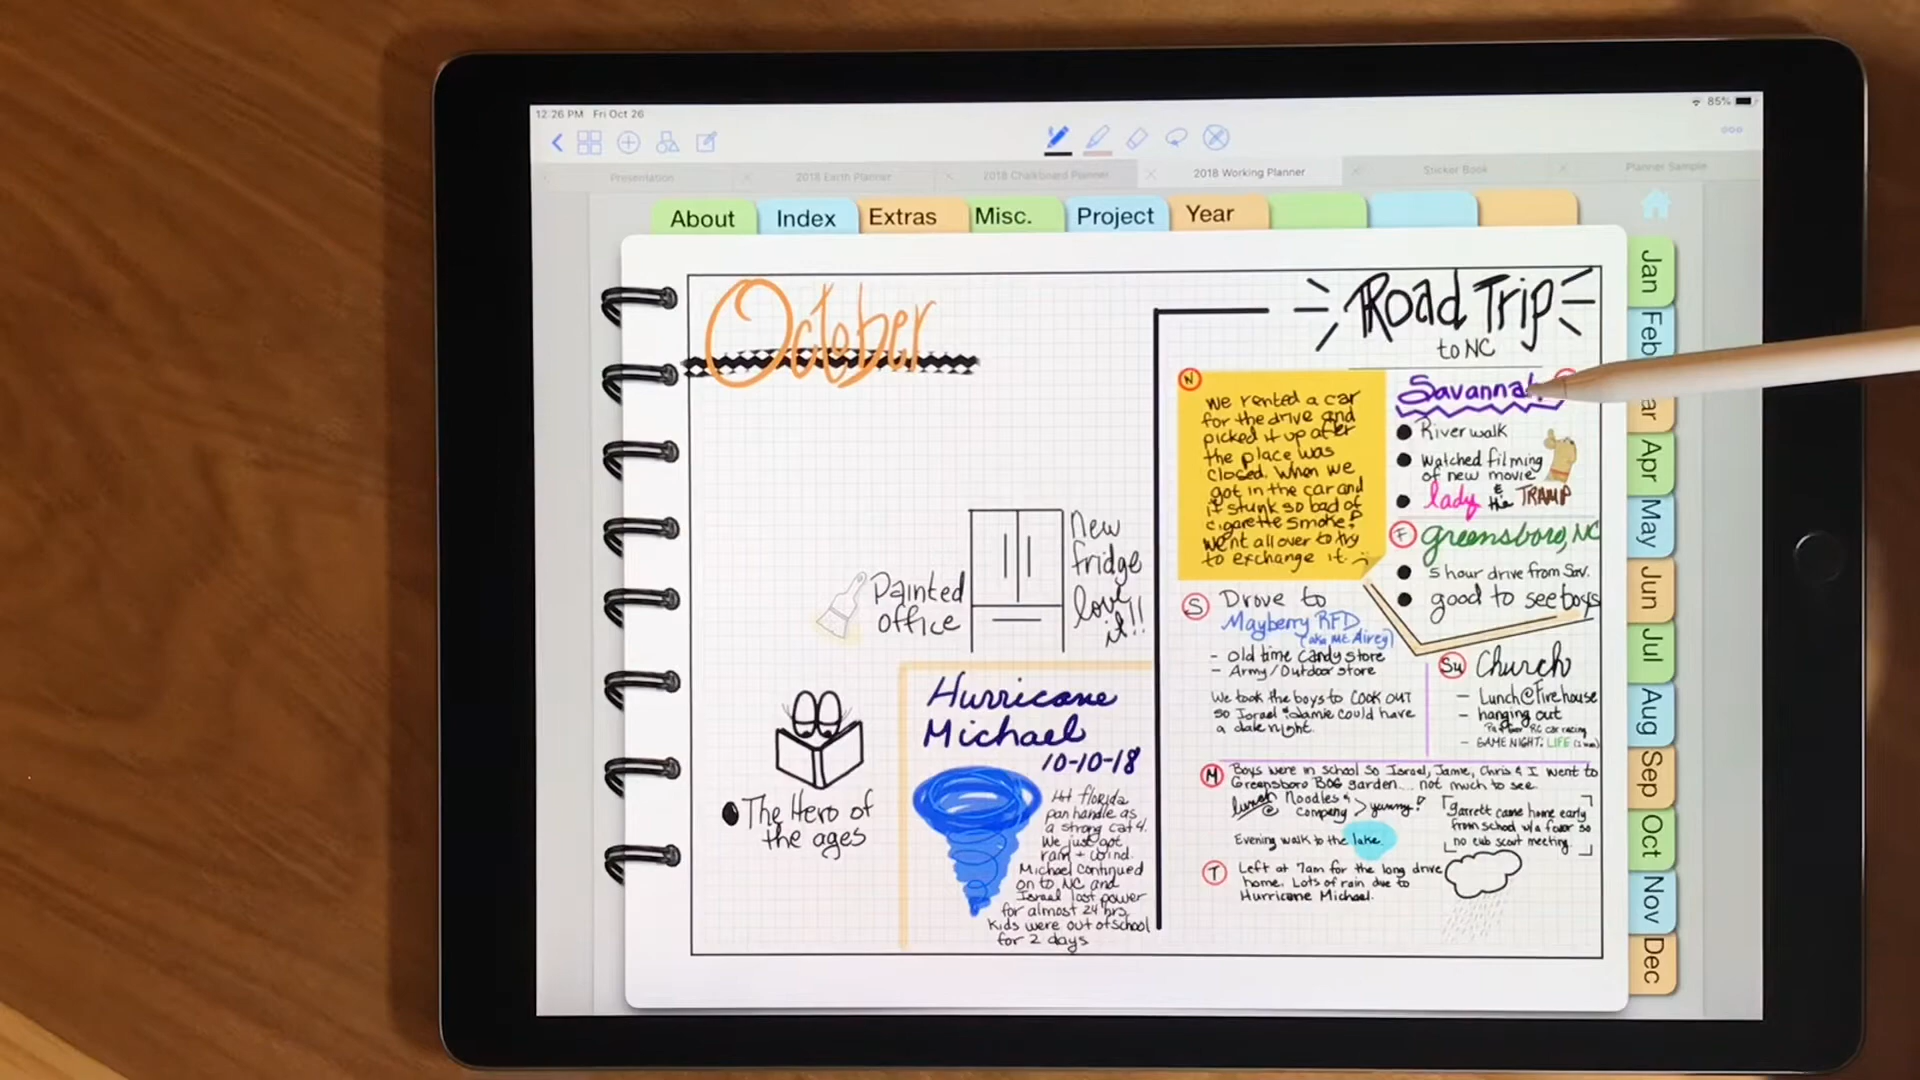 12:26 PM Fri Oct 26
85%
Presentation
2018 Earth Planner
2018 Chalkboard Planner
2018 Working Planner
Sticker Book
Planner Sample
About
Index
Extras
Misc.
Project
Year
Jan
Feb
ar
Apr
May
Jun
Jul
Aug
Sep
Oct
Nov
Dec
October
Painted
office
New
fridge
love
it!!
The Hero of
the ages
Hurricane
Michael
10-10-18
Hit florida
panhandle as
a strong cat 4.
We just got
rain + wind.
Michael continued
on to NC and
Israel lost power
for almost 24 hrs.
Kids were out of school
for 2 days
Road Trip
to NC
W
We rented a car
for the drive and
picked it up after
the place was
closed. When we
got in the car and
it stunk so bad of
cigarette smoke!
Went all over to try
to exchange it.
Savannah
River walk
Watched filming
of new movie
lady & the TRAMP
F
Greensboro, NC
5 hour drive from Sav.
good to see boys
S
Drove to
Mayberry RFD
(aka Mt. Airey)
- Old time Candy store
- Army/Outdoor store
We took the boys to COOK OUT
so Israel & Jamie could have
a date night.
Su
Church
- Lunch@Firehouse
- hanging out
RC car racing
- GAME NIGHT: LIFE
M
Boys were in school so Israel, Jamie, Chris & I went to
Greensboro BOG garden.... not much to see.
lunch @ Noodles & Company > yummy!
Evening walk to the lake.
Garrett came home early
from school w/a fever so
no cub scout meeting
T
Left at 7am for the long drive
home. Lots of rain due to
Hurricane Michael.